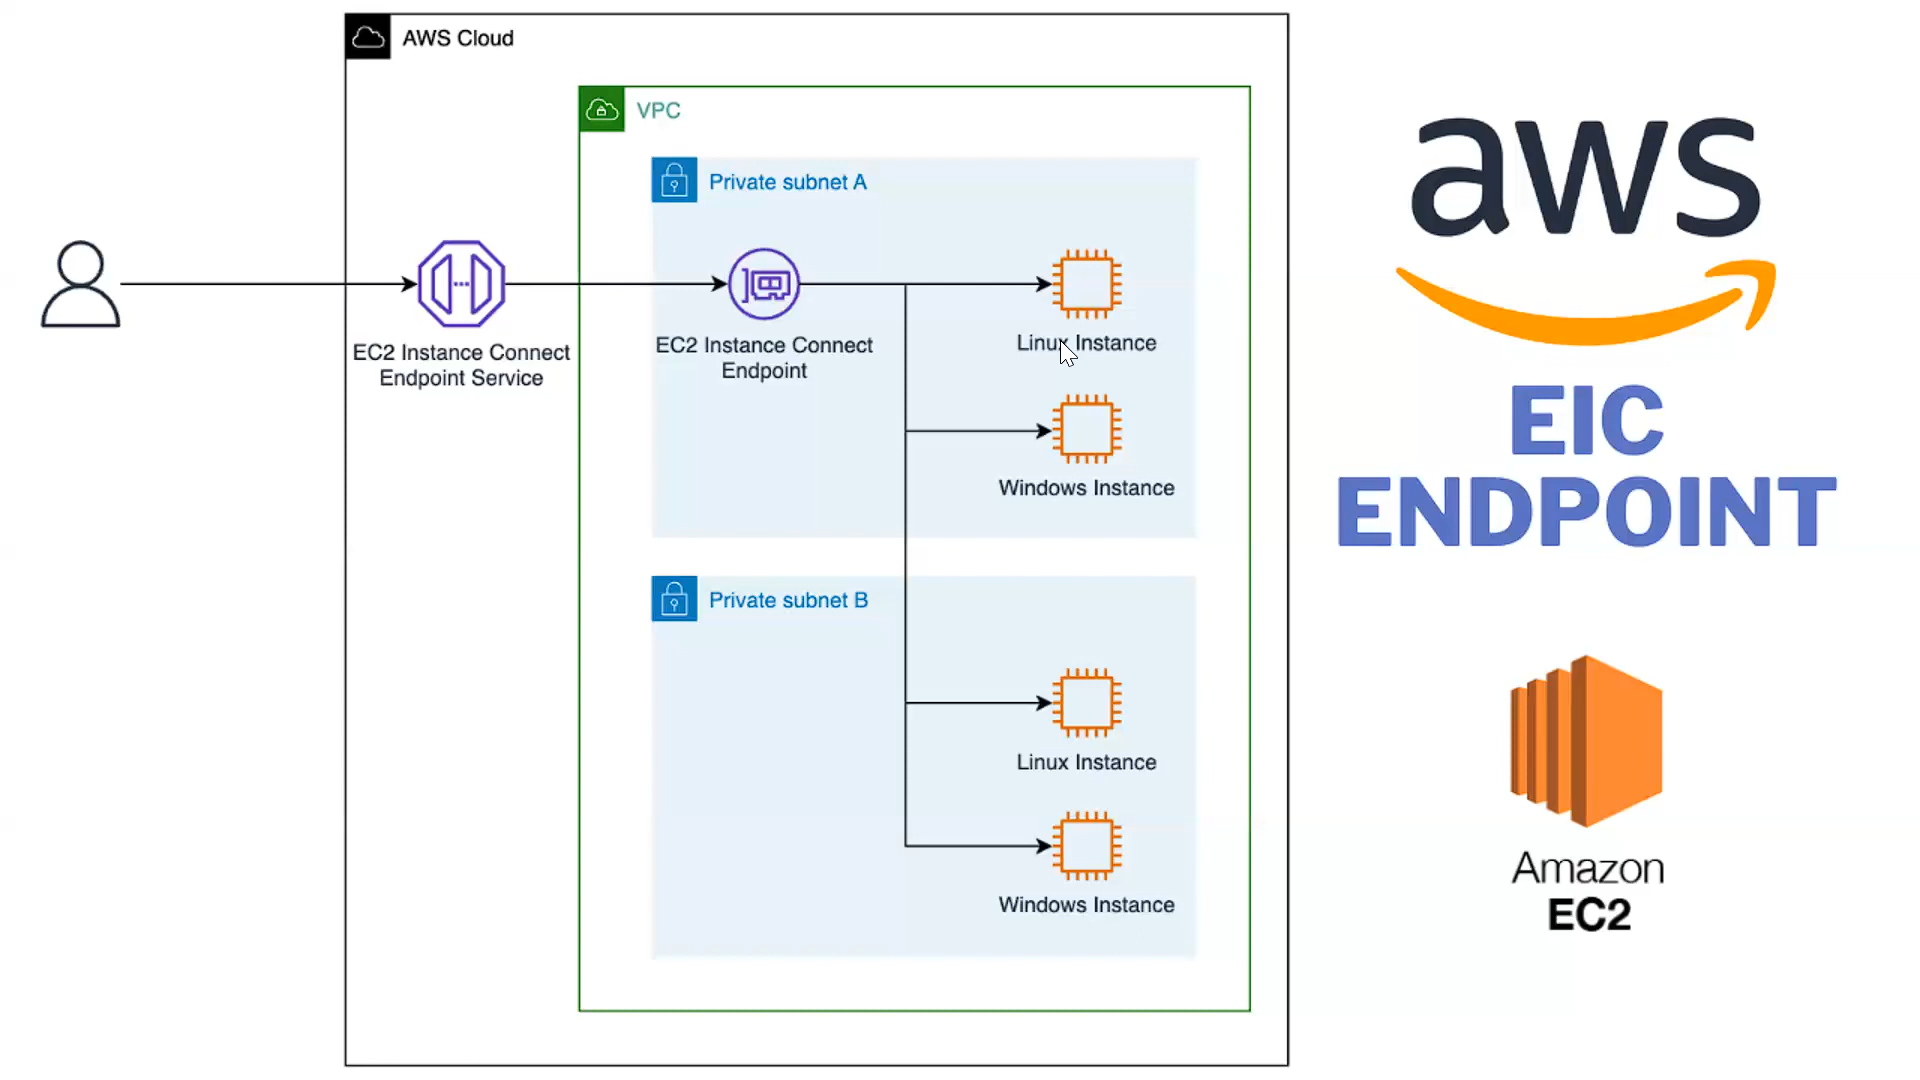 AWS Cloud
VPC
Private subnet A
EC2 Instance Connect
Endpoint Service
EC2 Instance Connect
Endpoint
Linux Instance
Windows Instance
Private subnet B
Linux Instance
Windows Instance
aws
EIC
ENDPOINT
Amazon
EC2